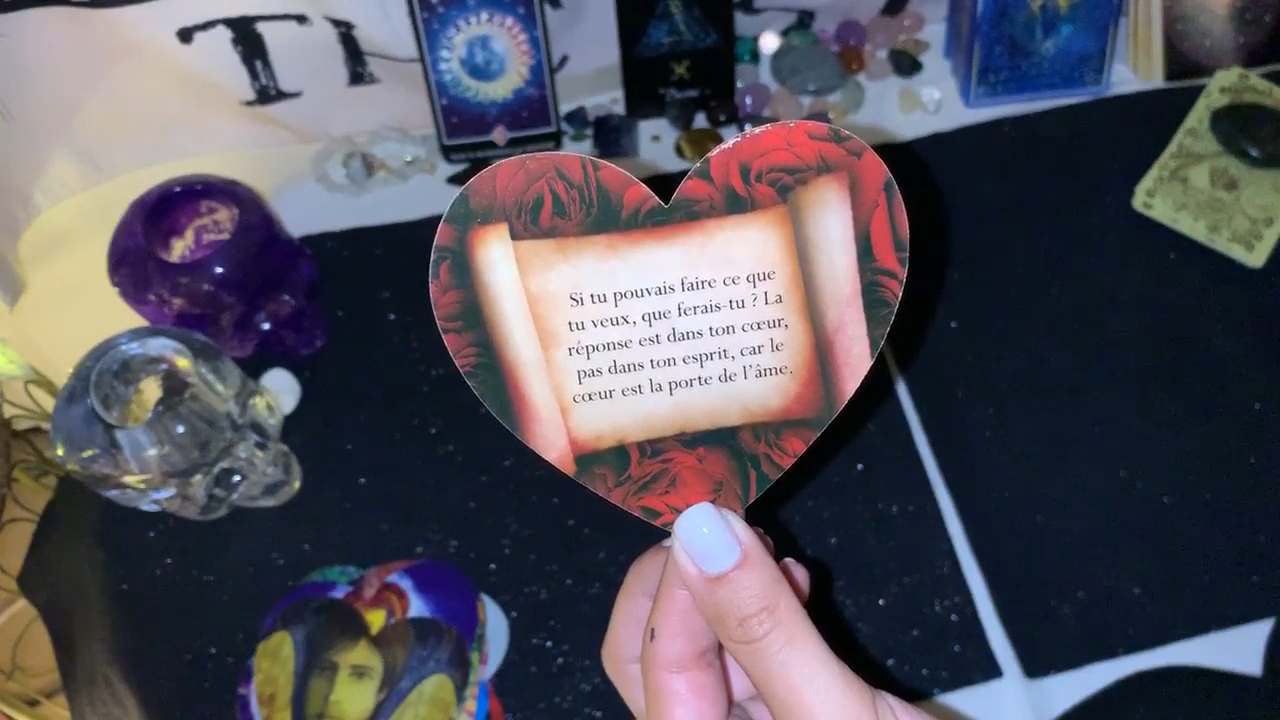 Th
Si tu pouvais faire ce que
tu veux, que ferais-tu ? La
réponse est dans ton cœur,
pas dans ton esprit, car le
cœur est la porte de l’âme.